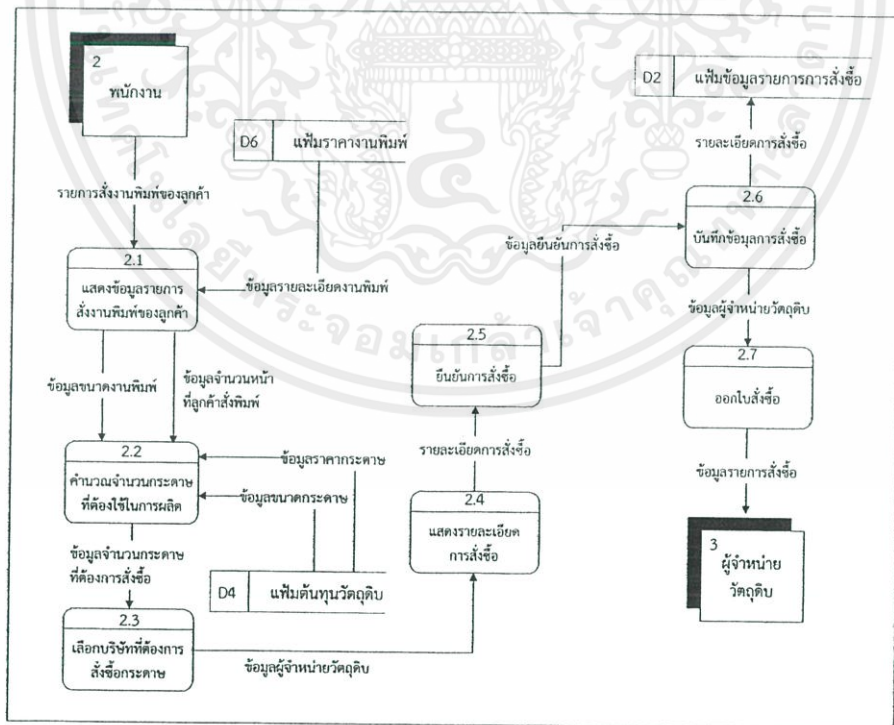 2
พนักงาน
D6 แฟ้มราคางานพิมพ์
D2 แฟ้มข้อมูลรายการการสั่งซื้อ
รายการสั่งงานพิมพ์ของลูกค้า
รายละเอียดการสั่งซื้อ
2.1
แสดงข้อมูลรายการ
สั่งงานพิมพ์ของลูกค้า
ข้อมูลรายละเอียดงานพิมพ์
ข้อมูลยืนยันการสั่งซื้อ
2.6
บันทึกข้อมุลการสั่งซื้อ
ข้อมูลขนาดงานพิมพ์
ข้อมูลจำนวนหน้า
ที่ลูกค้าสั่งพิมพ์
2.5
ยืนยันการสั่งซื้อ
ข้อมูลผู้จำหน่ายวัตถุดิบ
2.7
ออกใบสั่งซื้อ
2.2
คำนวณจำนวนกระดาษ
ที่ต้องใช้ในการผลิต
ข้อมูลราคากระดาษ
ข้อมูลขนาดกระดาษ
รายละเอียดการสั่งซื้อ
ข้อมูลรายการสั่งซื้อ
2.4
แสดงรายละเอียด
การสั่งซื้อ
ข้อมูลจำนวนกระดาษ
ที่ต้องการสั่งซื้อ
D4 แฟ้มต้นทุนวัตถุดิบ
3
ผู้จำหน่าย
วัตถุดิบ
2.3
เลือกบริษัทที่ต้องการ
สั่งซื้อกระดาษ
ข้อมูลผู้จำหน่ายวัตถุดิบ
พระจอมเกล้าเจ้าคุณทหาร